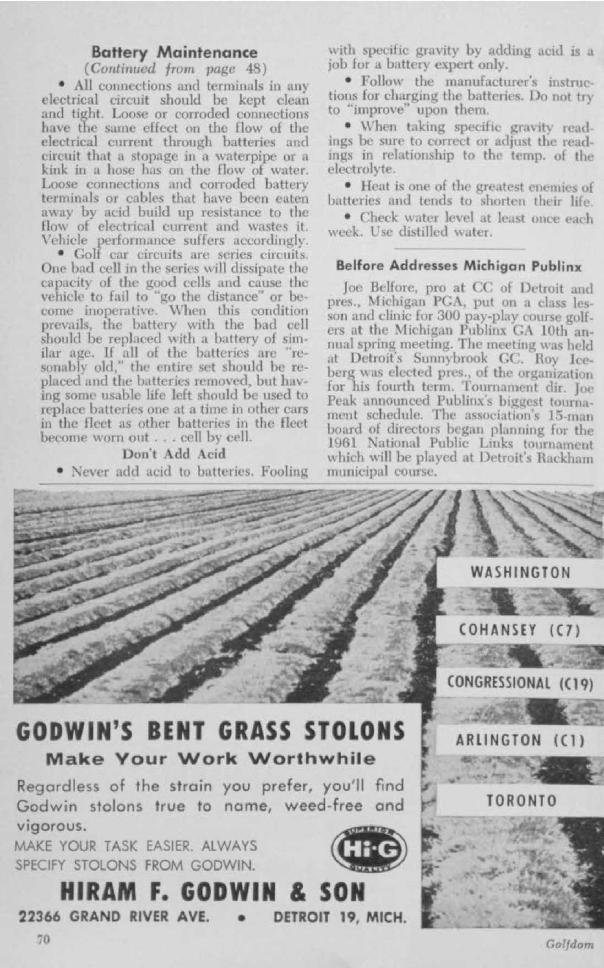 Battery Maintenance
(Continued from page 48)
• All connections and terminals in any
electrical circuit should be kept clean
and tight. Loose or corroded connections
have the same effect on the flow of the
electrical current through batteries and
circuit that a stopage in a waterpipe or a
kink in a hose has on the flow of water.
Loose connections and corroded battery
terminals or cables that have been eaten
away by acid build up resistance to the
flow of electrical current and wastes it.
Vehicle performance suffers accordingly.
• Golf car circuits are series circuits.
One bad cell in the series will dissipate the
capacity of the good cells and cause the
vehicle to fail to "go the distance" or be-
come inoperative. When this condition
prevails, the battery with the bad cell
should be replaced with a battery of sim-
ilar age. If all of the batteries are "re-
sonably old," the entire set should be re-
placed and the batteries removed, but hav-
ing some usable life left should be used to
replace batteries one at a time in other cars
in the fleet as other batteries in the fleet
become worn out . . . cell by cell.
Don't Add Acid
• Never add acid to batteries. Fooling
with specific gravity by adding acid is a
job for a battery expert only.
• Follow the manufacturer's instruc-
tions for charging the batteries. Do not try
to "improve" upon them.
• When taking specific gravity read-
ings be sure to correct or adjust the read-
ings in relationship to the temp. of the
electrolyte.
• Heat is one of the greatest enemies of
batteries and tends to shorten their life.
• Check water level at least once each
week. Use distilled water.
Belfore Addresses Michigan Publinx
Joe Belfore, pro at CC of Detroit and
pres., Michigan PGA, put on a class les-
son and clinic for 300 pay-play course golf-
ers at the Michigan Publinx GA 10th an-
nual spring meeting. The meeting was held
at Detroit's Sunnybrook GC. Roy Ice-
berg was elected pres., of the organization
for his fourth term. Tournament dir. Joe
Peak announced Publinx's biggest tourna-
ment schedule. The association's 15-man
board of directors began planning for the
1961 National Public Links tournament
which will be played at Detroit's Rackham
municipal course.
WASHINGTON
COHANSEY (C7)
CONGRESSIONAL (C19)
ARLINGTON (C1)
TORONTO
GODWIN'S BENT GRASS STOLONS
Make Your Work Worthwhile
Regardless of the strain you prefer, you'll find
Godwin stolons true to name, weed-free and
vigorous.
MAKE YOUR TASK EASIER. ALWAYS
SPECIFY STOLONS FROM GODWIN.
SUPERIOR
Hi-G
QUALITY
HIRAM F. GODWIN & SON
22366 GRAND RIVER AVE. • DETROIT 19, MICH.
70
Golfdom